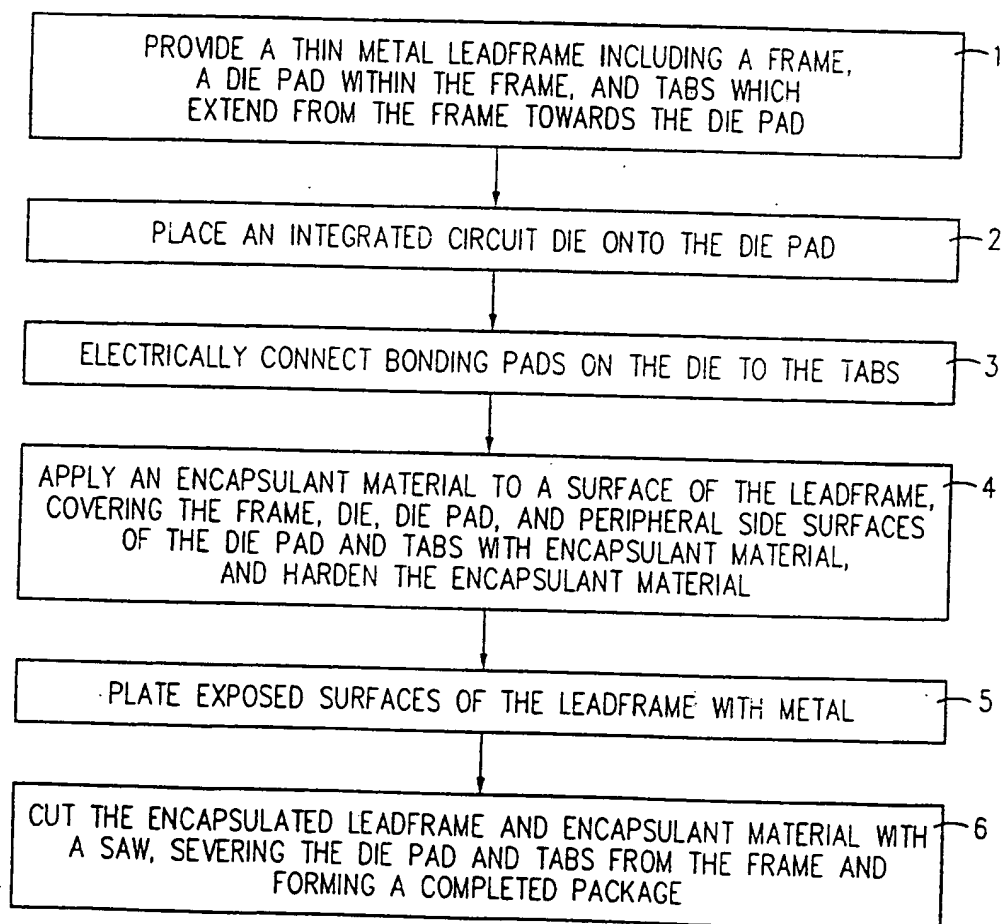 PROVIDE A THIN METAL LEADFRAME INCLUDING A FRAME, 1
A DIE PAD WITHIN THE FRAME, AND TABS WHICH
EXTEND FROM THE FRAME TOWARDS THE DIE PAD
PLACE AN INTEGRATED CIRCUIT DIE ONTO THE DIE PAD 2
ELECTRICALLY CONNECT BONDING PADS ON THE DIE TO THE TABS 3
APPLY AN ENCAPSULANT MATERIAL TO A SURFACE OF THE LEADFRAME, 4
COVERING THE FRAME, DIE, DIE PAD, AND PERIPHERAL SIDE SURFACES
OF THE DIE PAD AND TABS WITH ENCAPSULANT MATERIAL,
AND HARDEN THE ENCAPSULANT MATERIAL
PLATE EXPOSED SURFACES OF THE LEADFRAME WITH METAL 5
CUT THE ENCAPSULATED LEADFRAME AND ENCAPSULANT MATERIAL WITH 6
A SAW, SEVERING THE DIE PAD AND TABS FROM THE FRAME AND
FORMING A COMPLETED PACKAGE